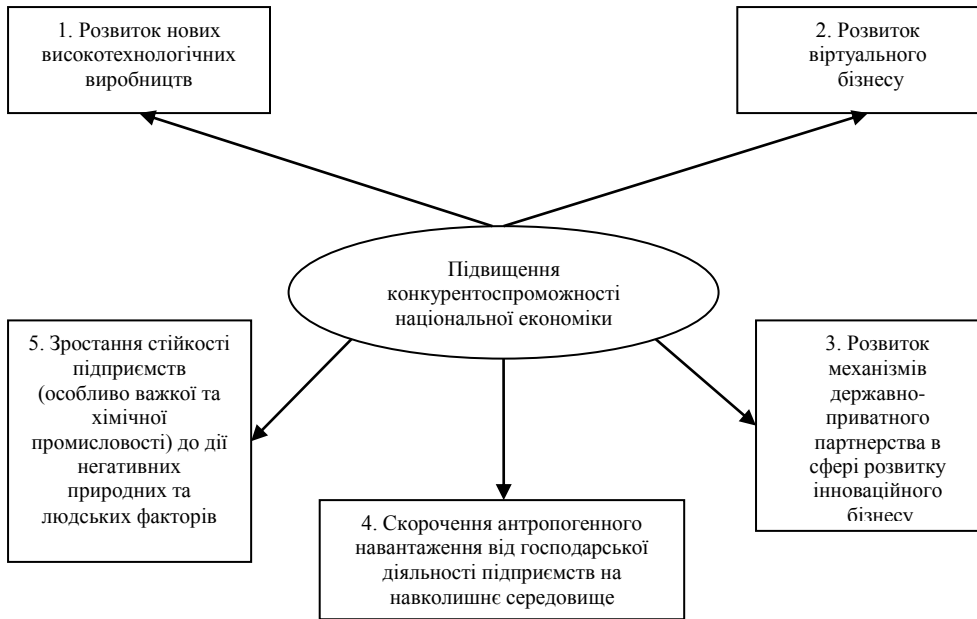 1. Розвиток нових
високотехнологічних
виробництв
2. Розвиток
віртуального
бізнесу
Підвищення
конкурентоспроможності
національної економіки
5. Зростання стійкості
підприємств
(особливо важкої та
хімічної
промисловості) до дії
негативних
природних та
людських факторів
3. Розвиток
механізмів
державно-
приватного
партнерства в
сфері розвитку
інноваційного
бізнесу
4. Скорочення антропогенного
навантаження від господарської
діяльності підприємств на
навколишнє середовище